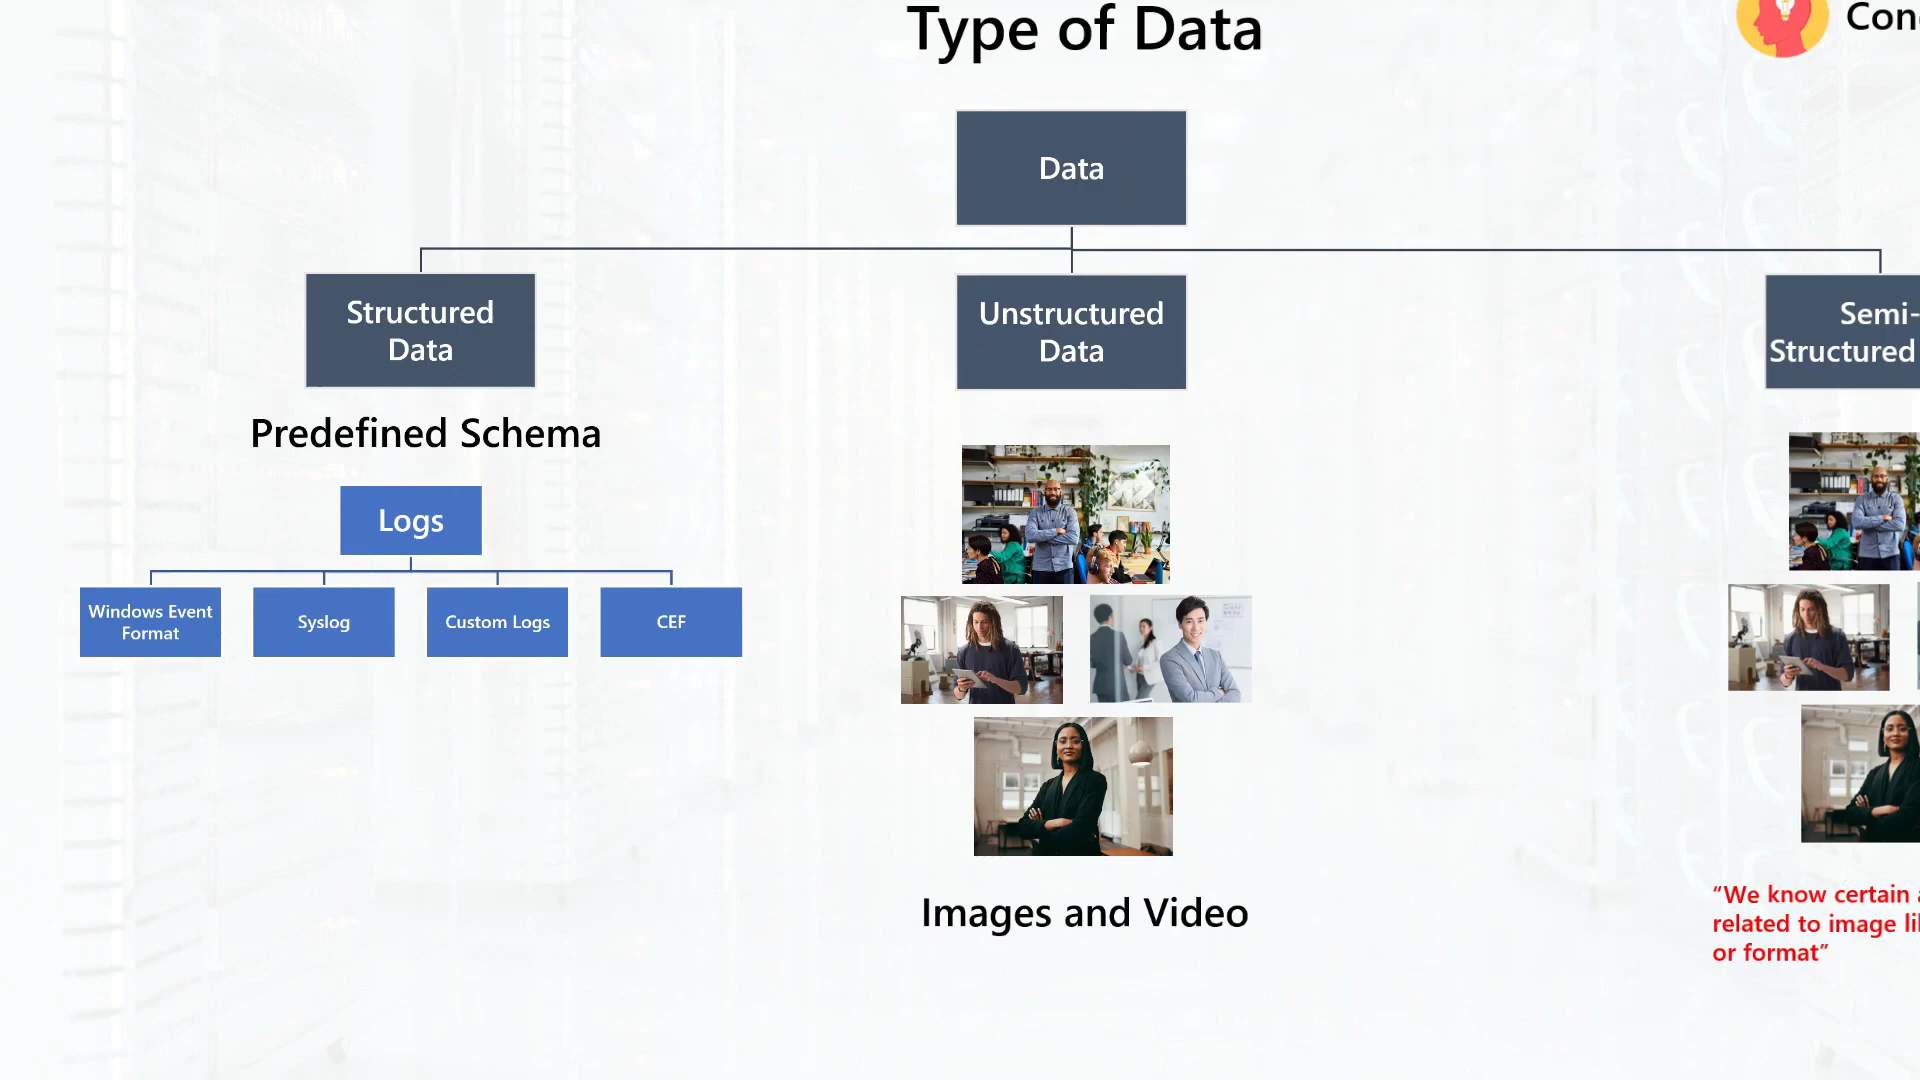 Type of Data
Data
Structured
Data
Unstructured
Data
Semi-
Structured
Predefined Schema
Logs
Windows Event
Format
Syslog
Custom Logs
CEF
Images and Video
“We know certain
related to image
or format”